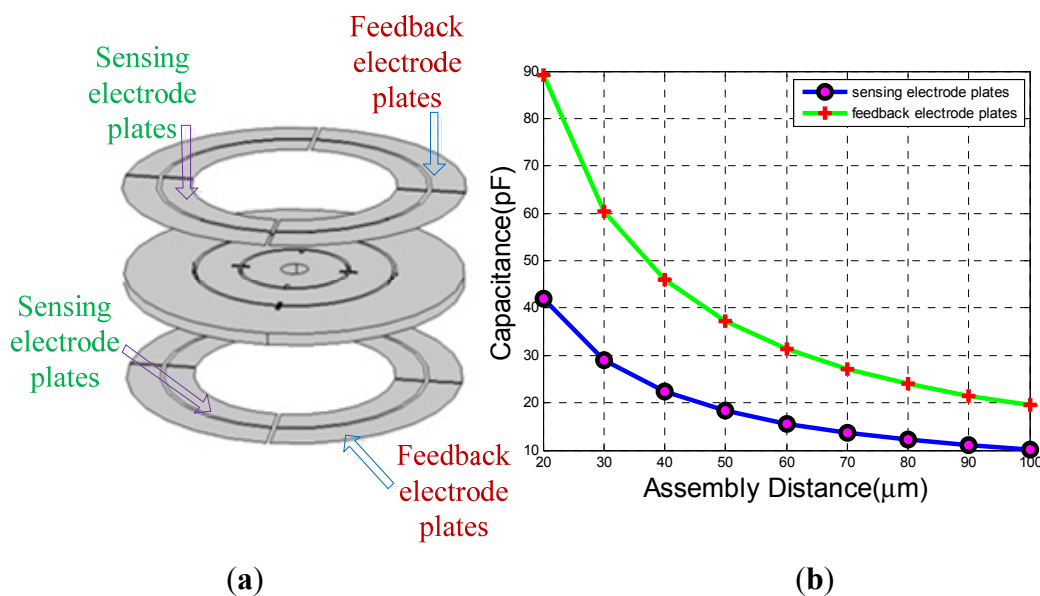 Sensing
electrode
plates
Feedback
electrode
plates
Sensing
electrode
plates
Feedback
electrode
plates
(a)
sensing electrode plates
feedback electrode plates
Capacitance(pF)
90
80
70
60
50
40
30
20
10
20 30 40 50 60 70 80 90 100
Assembly Distance(μm)
(b)